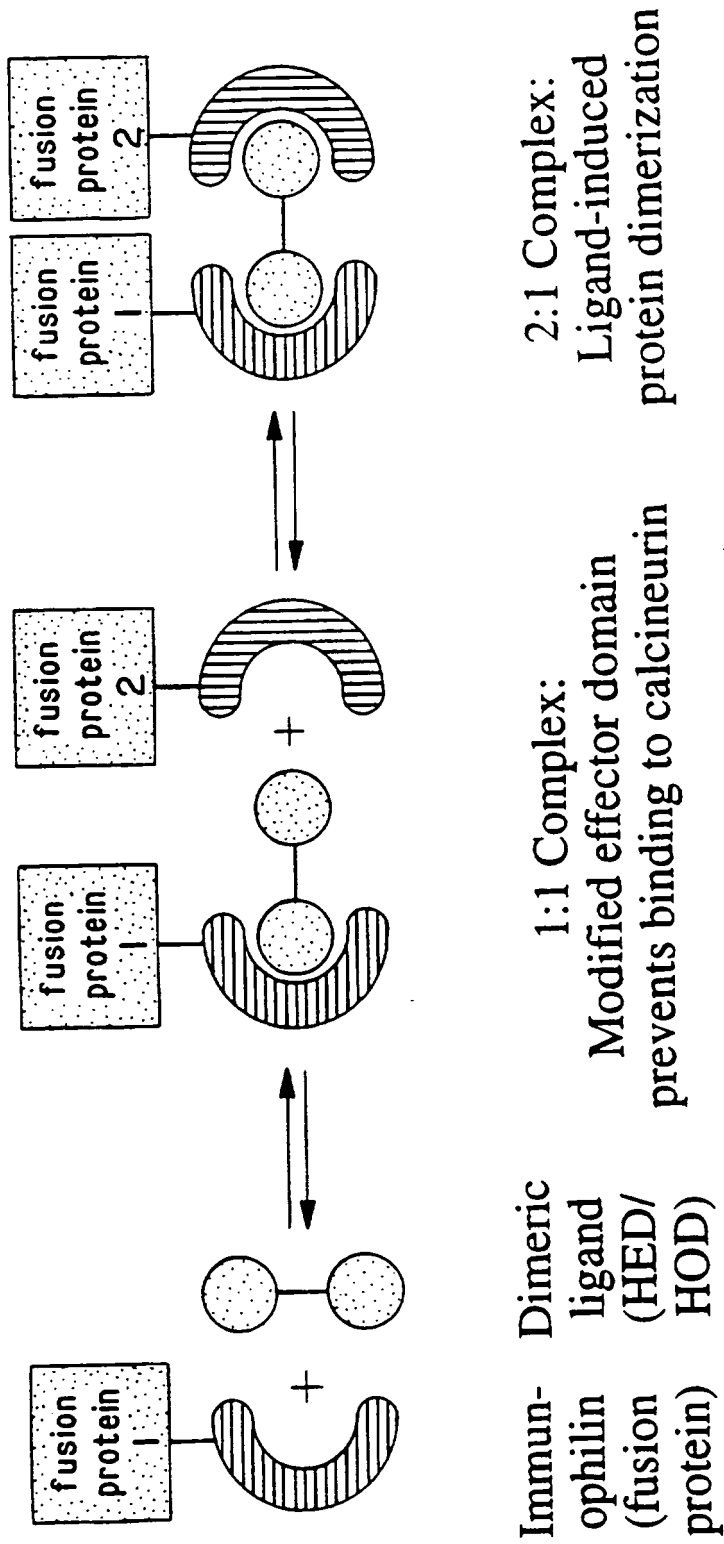 fusion
protein
1
+
fusion
protein
1
+
fusion
protein
2
fusion
protein
1
fusion
protein
2
Immun-
ophilin
(fusion
protein)
Dimeric
ligand
(HED/
HOD)
1:1 Complex:
Modified effector domain
prevents binding to calcineurin
2:1 Complex:
Ligand-induced
protein dimerization